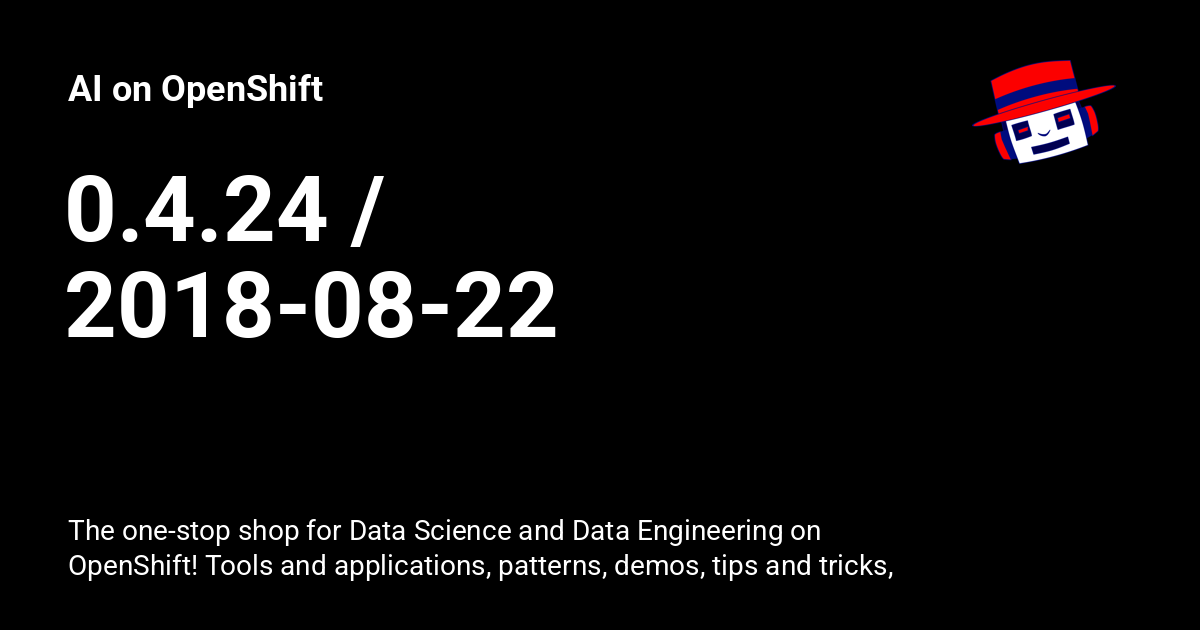 AI on OpenShift
0.4.24 /
2018-08-22
The one-stop shop for Data Science and Data Engineering on
OpenShift! Tools and applications, patterns, demos, tips and tricks,